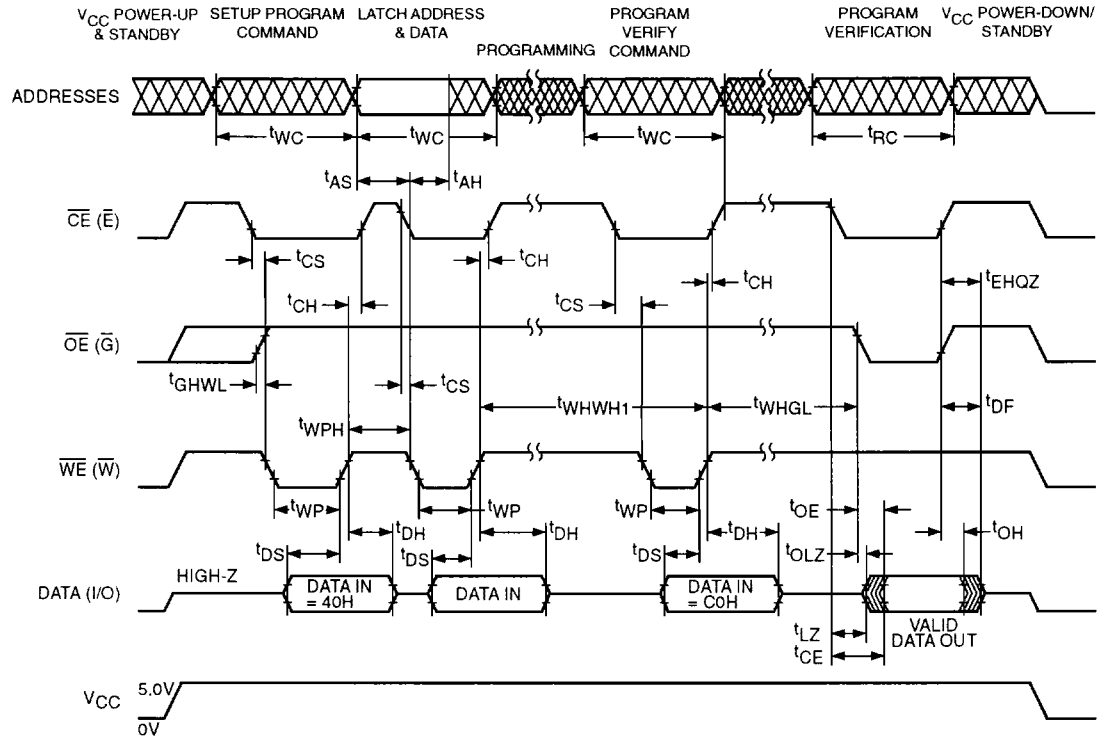 VCC POWER-UP
& STANDBY
SETUP PROGRAM
COMMAND
LATCH ADDRESS
& DATA
PROGRAMMING
PROGRAM
VERIFY
COMMAND
PROGRAM
VERIFICATION
VCC POWER-DOWN/
STANDBY
ADDRESSES
tWC
tWC
tWC
tRC
tAS
tAH
CE (E)
tCS
tCH
tCH
tCS
tCH
tEHQZ
OE (G)
tGHWL
tCS
tWPH
tWHWH1
tWHGL
tDF
WE (W)
tWP
tWP
tWP
tOE
tDH
tDH
tDH
tOH
tDS
tDS
tDS
tOLZ
DATA (I/O)
HIGH-Z
DATA IN
= 40H
DATA IN
DATA IN
= C0H
VALID
DATA OUT
tLZ
tCE
VCC
5.0V
0V